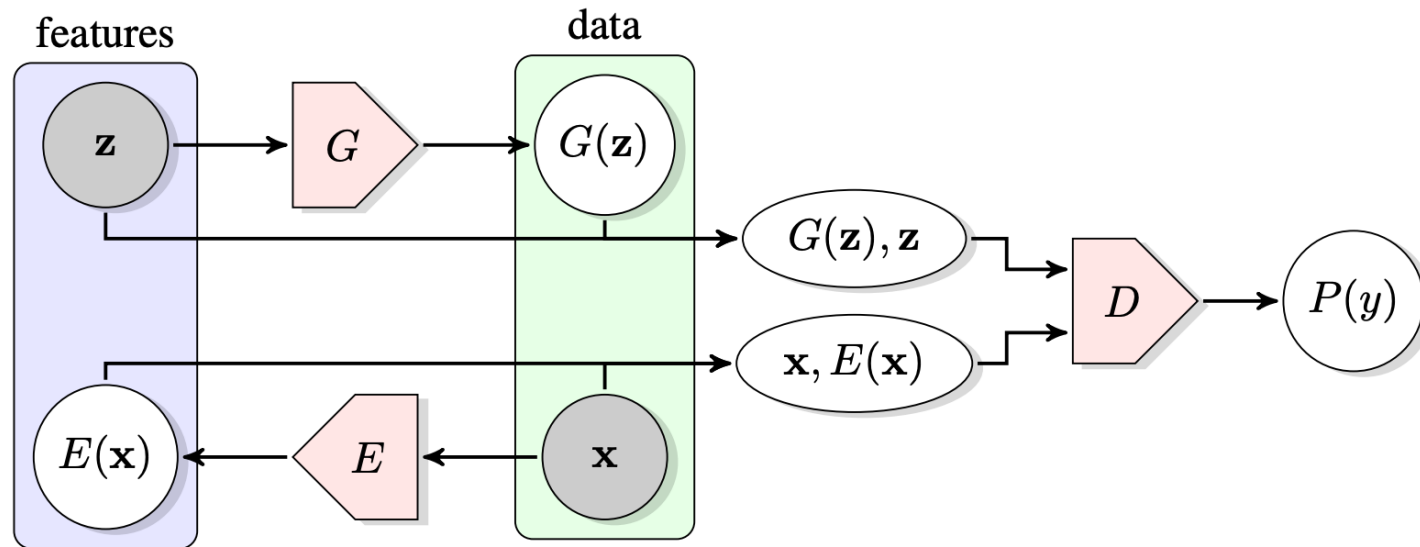 features
data
z
G
G(z)
G(z), z
D
P(y)
x, E(x)
E(x)
E
x